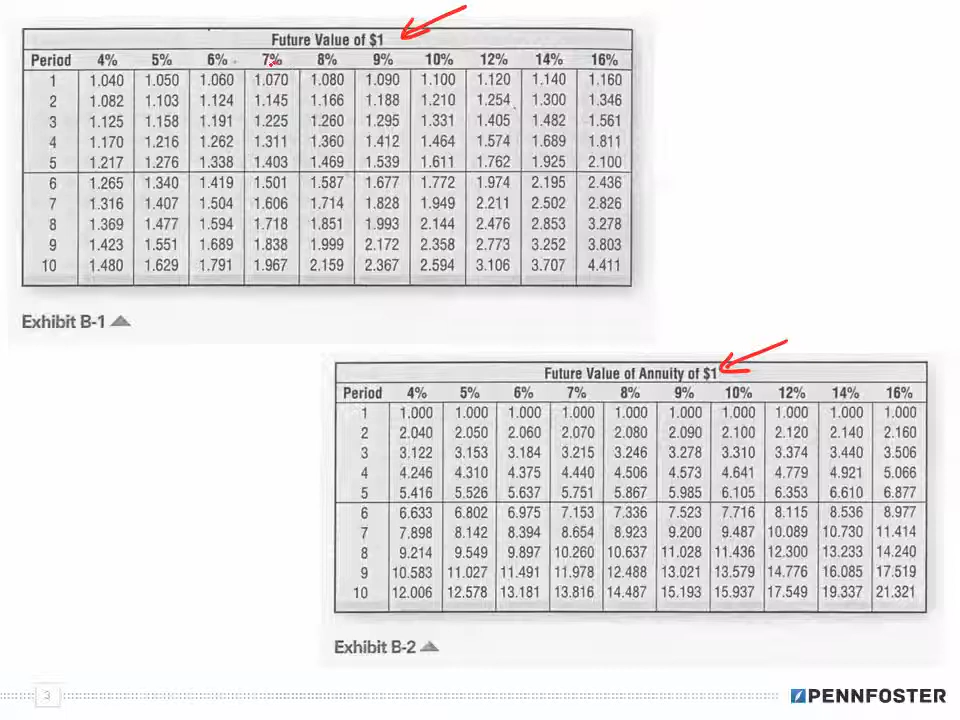 Future Value of $1
Period 4% 5% 6% 7% 8% 9% 10% 12% 14% 16%
1 1.040 1.050 1.060 1.070 1.080 1.090 1.100 1.120 1.140 1.160
2 1.082 1.103 1.124 1.145 1.166 1.188 1.210 1.254 1.300 1.346
3 1.125 1.158 1.191 1.225 1.260 1.295 1.331 1.405 1.482 1.561
4 1.170 1.216 1.262 1.311 1.360 1.412 1.464 1.574 1.689 1.811
5 1.217 1.276 1.338 1.403 1.469 1.539 1.611 1.762 1.925 2.100
6 1.265 1.340 1.419 1.501 1.587 1.677 1.772 1.974 2.195 2.436
7 1.316 1.407 1.504 1.606 1.714 1.828 1.949 2.211 2.502 2.826
8 1.369 1.477 1.594 1.718 1.851 1.993 2.144 2.476 2.853 3.278
9 1.423 1.551 1.689 1.838 1.999 2.172 2.358 2.773 3.252 3.803
10 1.480 1.629 1.791 1.967 2.159 2.367 2.594 3.106 3.707 4.411
Exhibit B-1
Future Value of Annuity of $1
Period 4% 5% 6% 7% 8% 9% 10% 12% 14% 16%
1 1.000 1.000 1.000 1.000 1.000 1.000 1.000 1.000 1.000 1.000
2 2.040 2.050 2.060 2.070 2.080 2.090 2.100 2.120 2.140 2.160
3 3.122 3.153 3.184 3.215 3.246 3.278 3.310 3.374 3.440 3.506
4 4.246 4.310 4.375 4.440 4.506 4.573 4.641 4.779 4.921 5.066
5 5.416 5.526 5.637 5.751 5.867 5.985 6.105 6.353 6.610 6.877
6 6.633 6.802 6.975 7.153 7.336 7.523 7.716 8.115 8.536 8.977
7 7.898 8.142 8.394 8.654 8.923 9.200 9.487 10.089 10.730 11.414
8 9.214 9.549 9.897 10.260 10.637 11.028 11.436 12.300 13.233 14.240
9 10.583 11.027 11.491 11.978 12.488 13.021 13.579 14.776 16.085 17.519
10 12.006 12.578 13.181 13.816 14.487 15.193 15.937 17.549 19.337 21.321
Exhibit B-2
3
PENNFOSTER